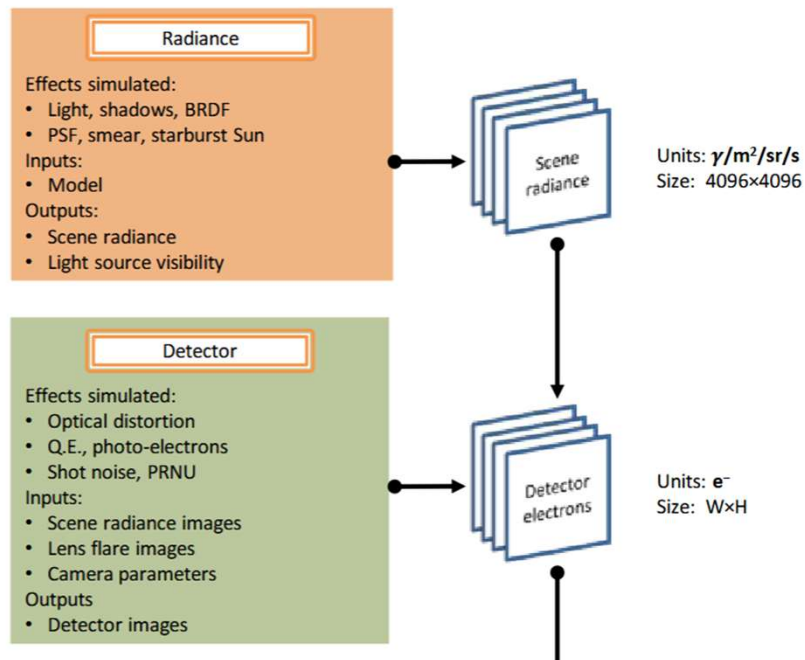 Radiance
Effects simulated:
• Light, shadows, BRDF
• PSF, smear, starburst Sun
Inputs:
• Model
Outputs:
• Scene radiance
• Light source visibility
Scene
radiance
Units: γ/m²/sr/s
Size: 4096×4096
Detector
Effects simulated:
• Optical distortion
• Q.E., photo-electrons
• Shot noise, PRNU
Inputs:
• Scene radiance images
• Lens flare images
• Camera parameters
Outputs
• Detector images
Detector
electrons
Units: e⁻
Size: W×H